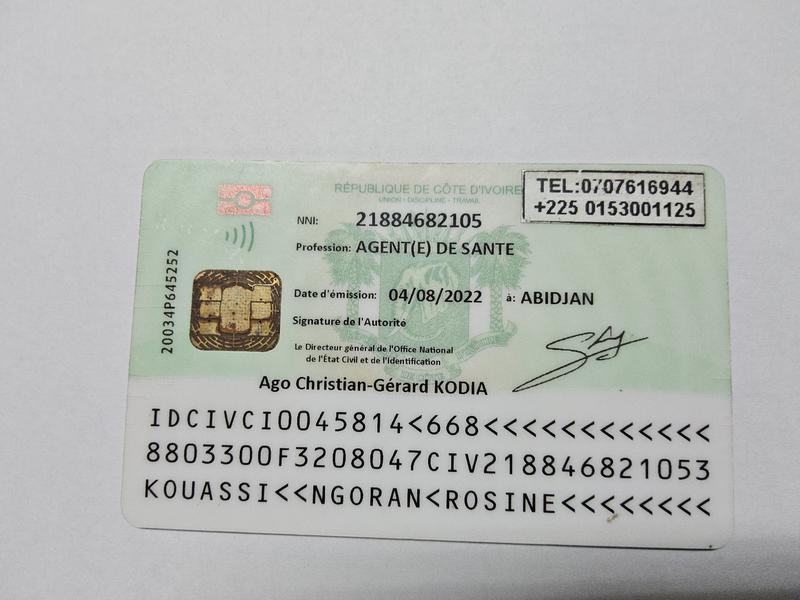 RÉPUBLIQUE DE CÔTE D'IVOIRE
UNION - DISCIPLINE - TRAVAIL
TEL:0707616944
+225 0153001125
NNI: 21884682105
Profession: AGENT(E) DE SANTE
20034P645252
Date d'émission: 04/08/2022 à: ABIDJAN
Signature de l'Autorité
Le Directeur général de l'Office National
de l'État Civil et de l'Identification
Ago Christian-Gérard KODIA
IDCIVCI0045814<668<<<<<<<<<<<<
8803300F3208047CIV218846821053
KOUASSI<<NGORAN<ROSINE<<<<<<<<